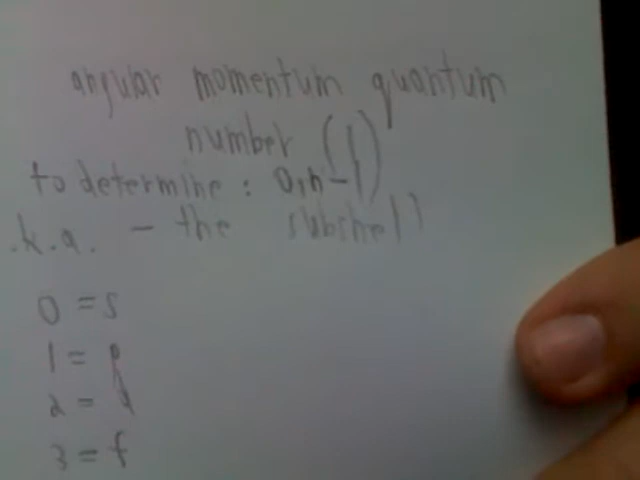 angular momentum quantum
number (l)
to determine: 0, n-1
.k.a. - the subshell
0 = s
1 = p
2 = d
3 = f